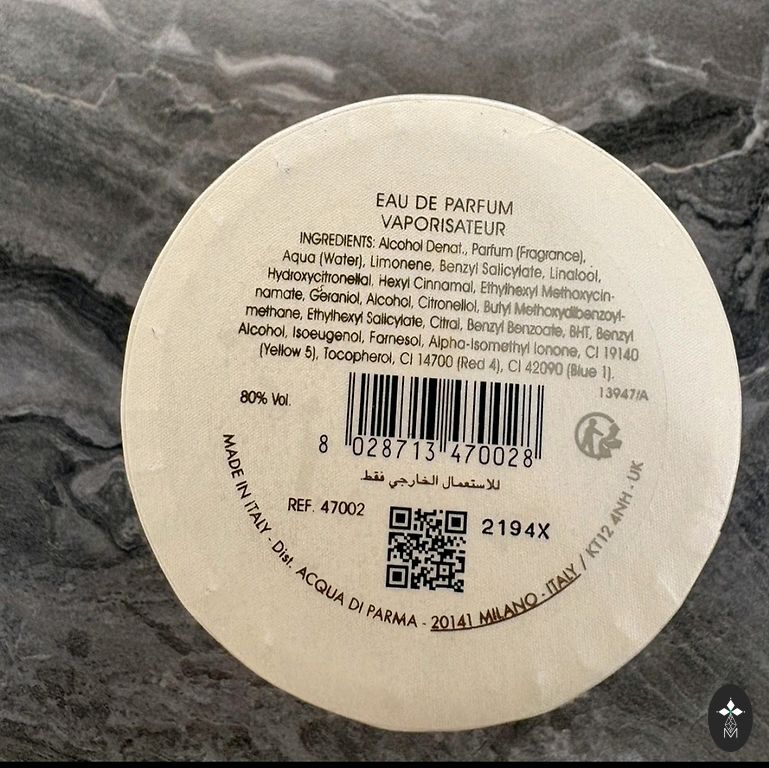 EAU DE PARFUM
VAPORISATEUR
INGREDIENTS: Alcohol Denat., Parfum (Fragrance),
Aqua (Water), Limonene, Benzyl Salicylate, Linalool,
Hydroxycitronellal, Hexyl Cinnamal, Ethylhexyl Methoxycin-
namate, Geraniol, Alcohol, Citronellol, Butyl Methoxydibenzoyl-
methane, Ethylhexyl Salicylate, Citral, Benzyl Benzoate, BHT, Benzyl
Alcohol, Isoeugenol, Farnesol, Alpha-Isomethyl Ionone, CI 19140
(Yellow 5), Tocopherol, CI 14700 (Red 4), CI 42090 (Blue 1).
13947/A
80% Vol.
8 028713 470028
للاستعمال الخارجي فقط
REF. 47002
2194X
MADE IN ITALY - Dist. ACQUA DI PARMA - 20141 MILANO - ITALY / KT12 4NH - UK
M